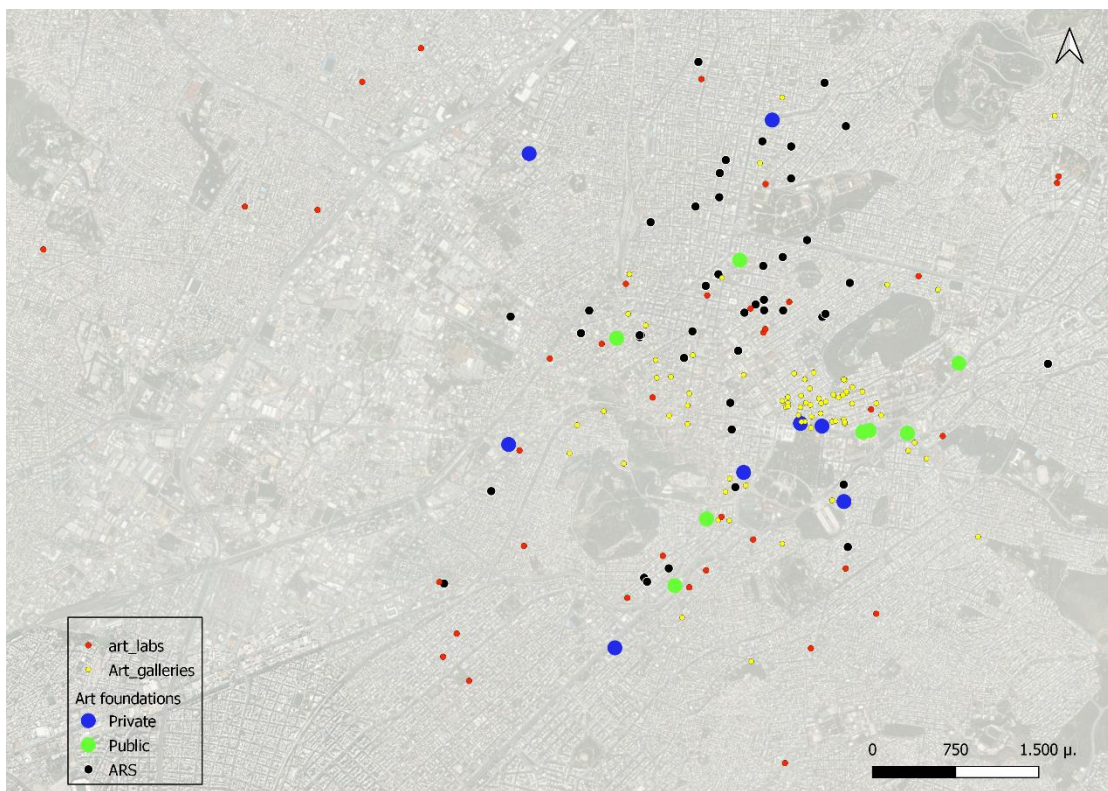 art_labs
Art_galleries
Art foundations
Private
Public
ARS
0 750 1.500 μ.